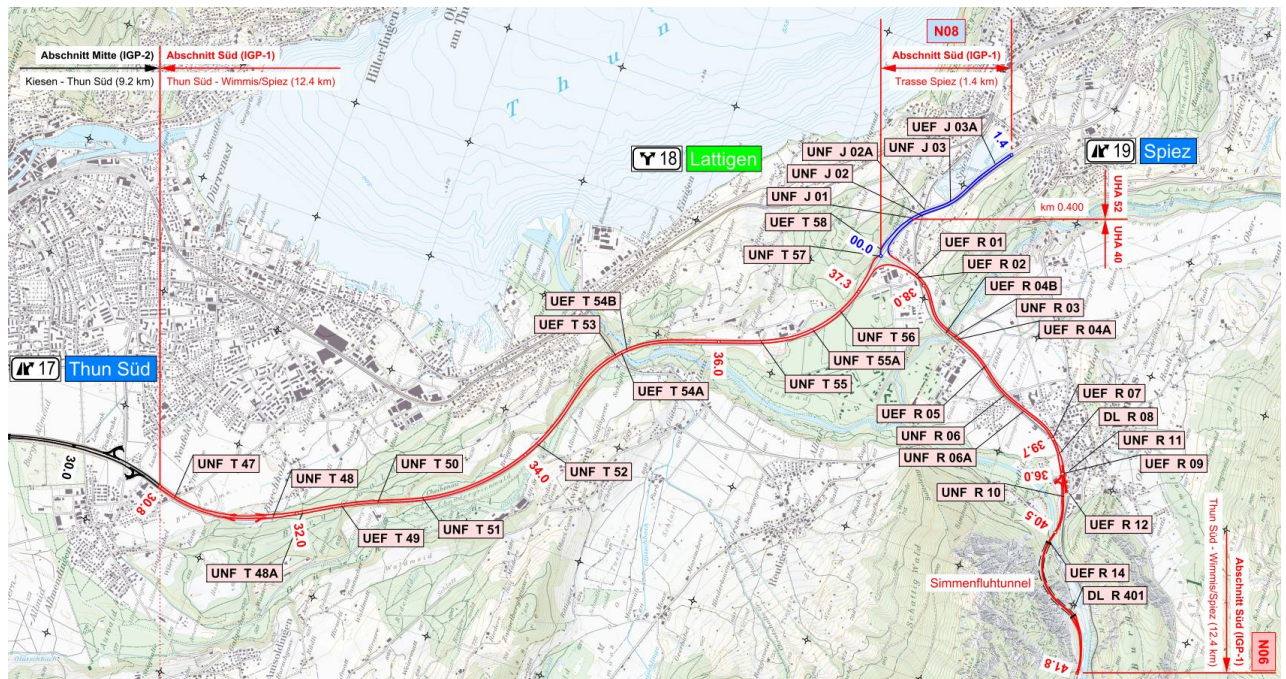 N08
Abschnitt Mitte (IGP-2)
Abschnitt Süd (IGP-1)
Kiesen - Thun Süd (9.2 km)
Thun Süd - Wimmis/Spiez (12.4 km)
Abschnitt Süd (IGP-1)
Trasse Spiez (1.4 km)
Hilterfingen
Thun
UEF J 03A
1.4
UNF J 02A
UNF J 03
18 Lattigen
19 Spiez
UNF J 02
UNF J 01
UEF T 58
UNF T 57
00.0
km 0.400
UHA 52
UHA 40
UEF R 01
UEF R 02
37.3
38.0
UEF R 04B
UNF R 03
UEF R 04A
UEF T 54B
UEF T 53
36.0
UNF T 56
UNF T 55A
UNF T 55
UEF T 54A
17 Thun Süd
UEF R 05
UEF R 07
DL R 08
UNF R 06
UNF R 11
UNF R 06A
UEF R 09
39.7
36.0
UNF R 10
30.0
30.8
UNF T 47
UNF T 48
UNF T 50
34.0
UNF T 52
32.0
UEF T 49
UNF T 51
40.5
UEF R 12
UNF T 48A
UEF R 14
Simmenfluhtunnel
DL R 401
41.8
Thun Süd - Wimmis/Spiez (12.4 km)
Abschnitt Süd (IGP-1)
N06